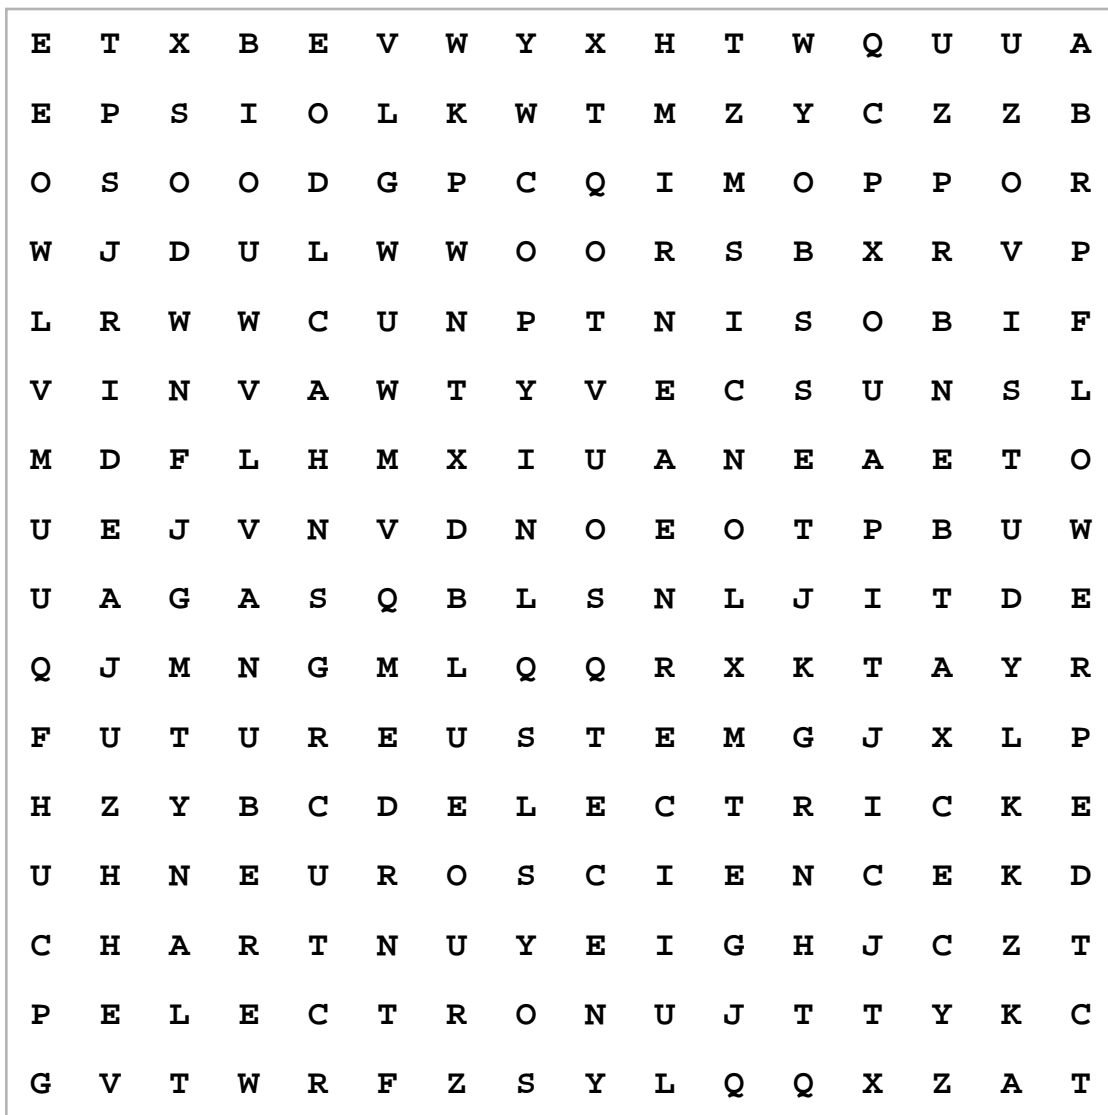 E T X B E V W Y X H T W Q U U A
E P S I O L K W T M Z Y C Z Z B
O S O O D G P C Q I M O P P O R
W J D U L W W O O R S B X R V P
L R W W C U N P T N I S O B I F
V I N V A W T Y V E C S U N S L
M D F L H M X I U A N E A E T O
U E J V N V D N O E O T P B U W
U A G A S Q B L S N L J I T D E
Q J M N G M L Q Q R X K T A Y R
F U T U R E U S T E M G J X L P
H Z Y B C D E L E C T R I C K E
U H N E U R O S C I E N C E K D
C H A R T N U Y E I G H J C Z T
P E L E C T R O N U J T T Y K C
G V T W R F Z S Y L Q Q X Z A T